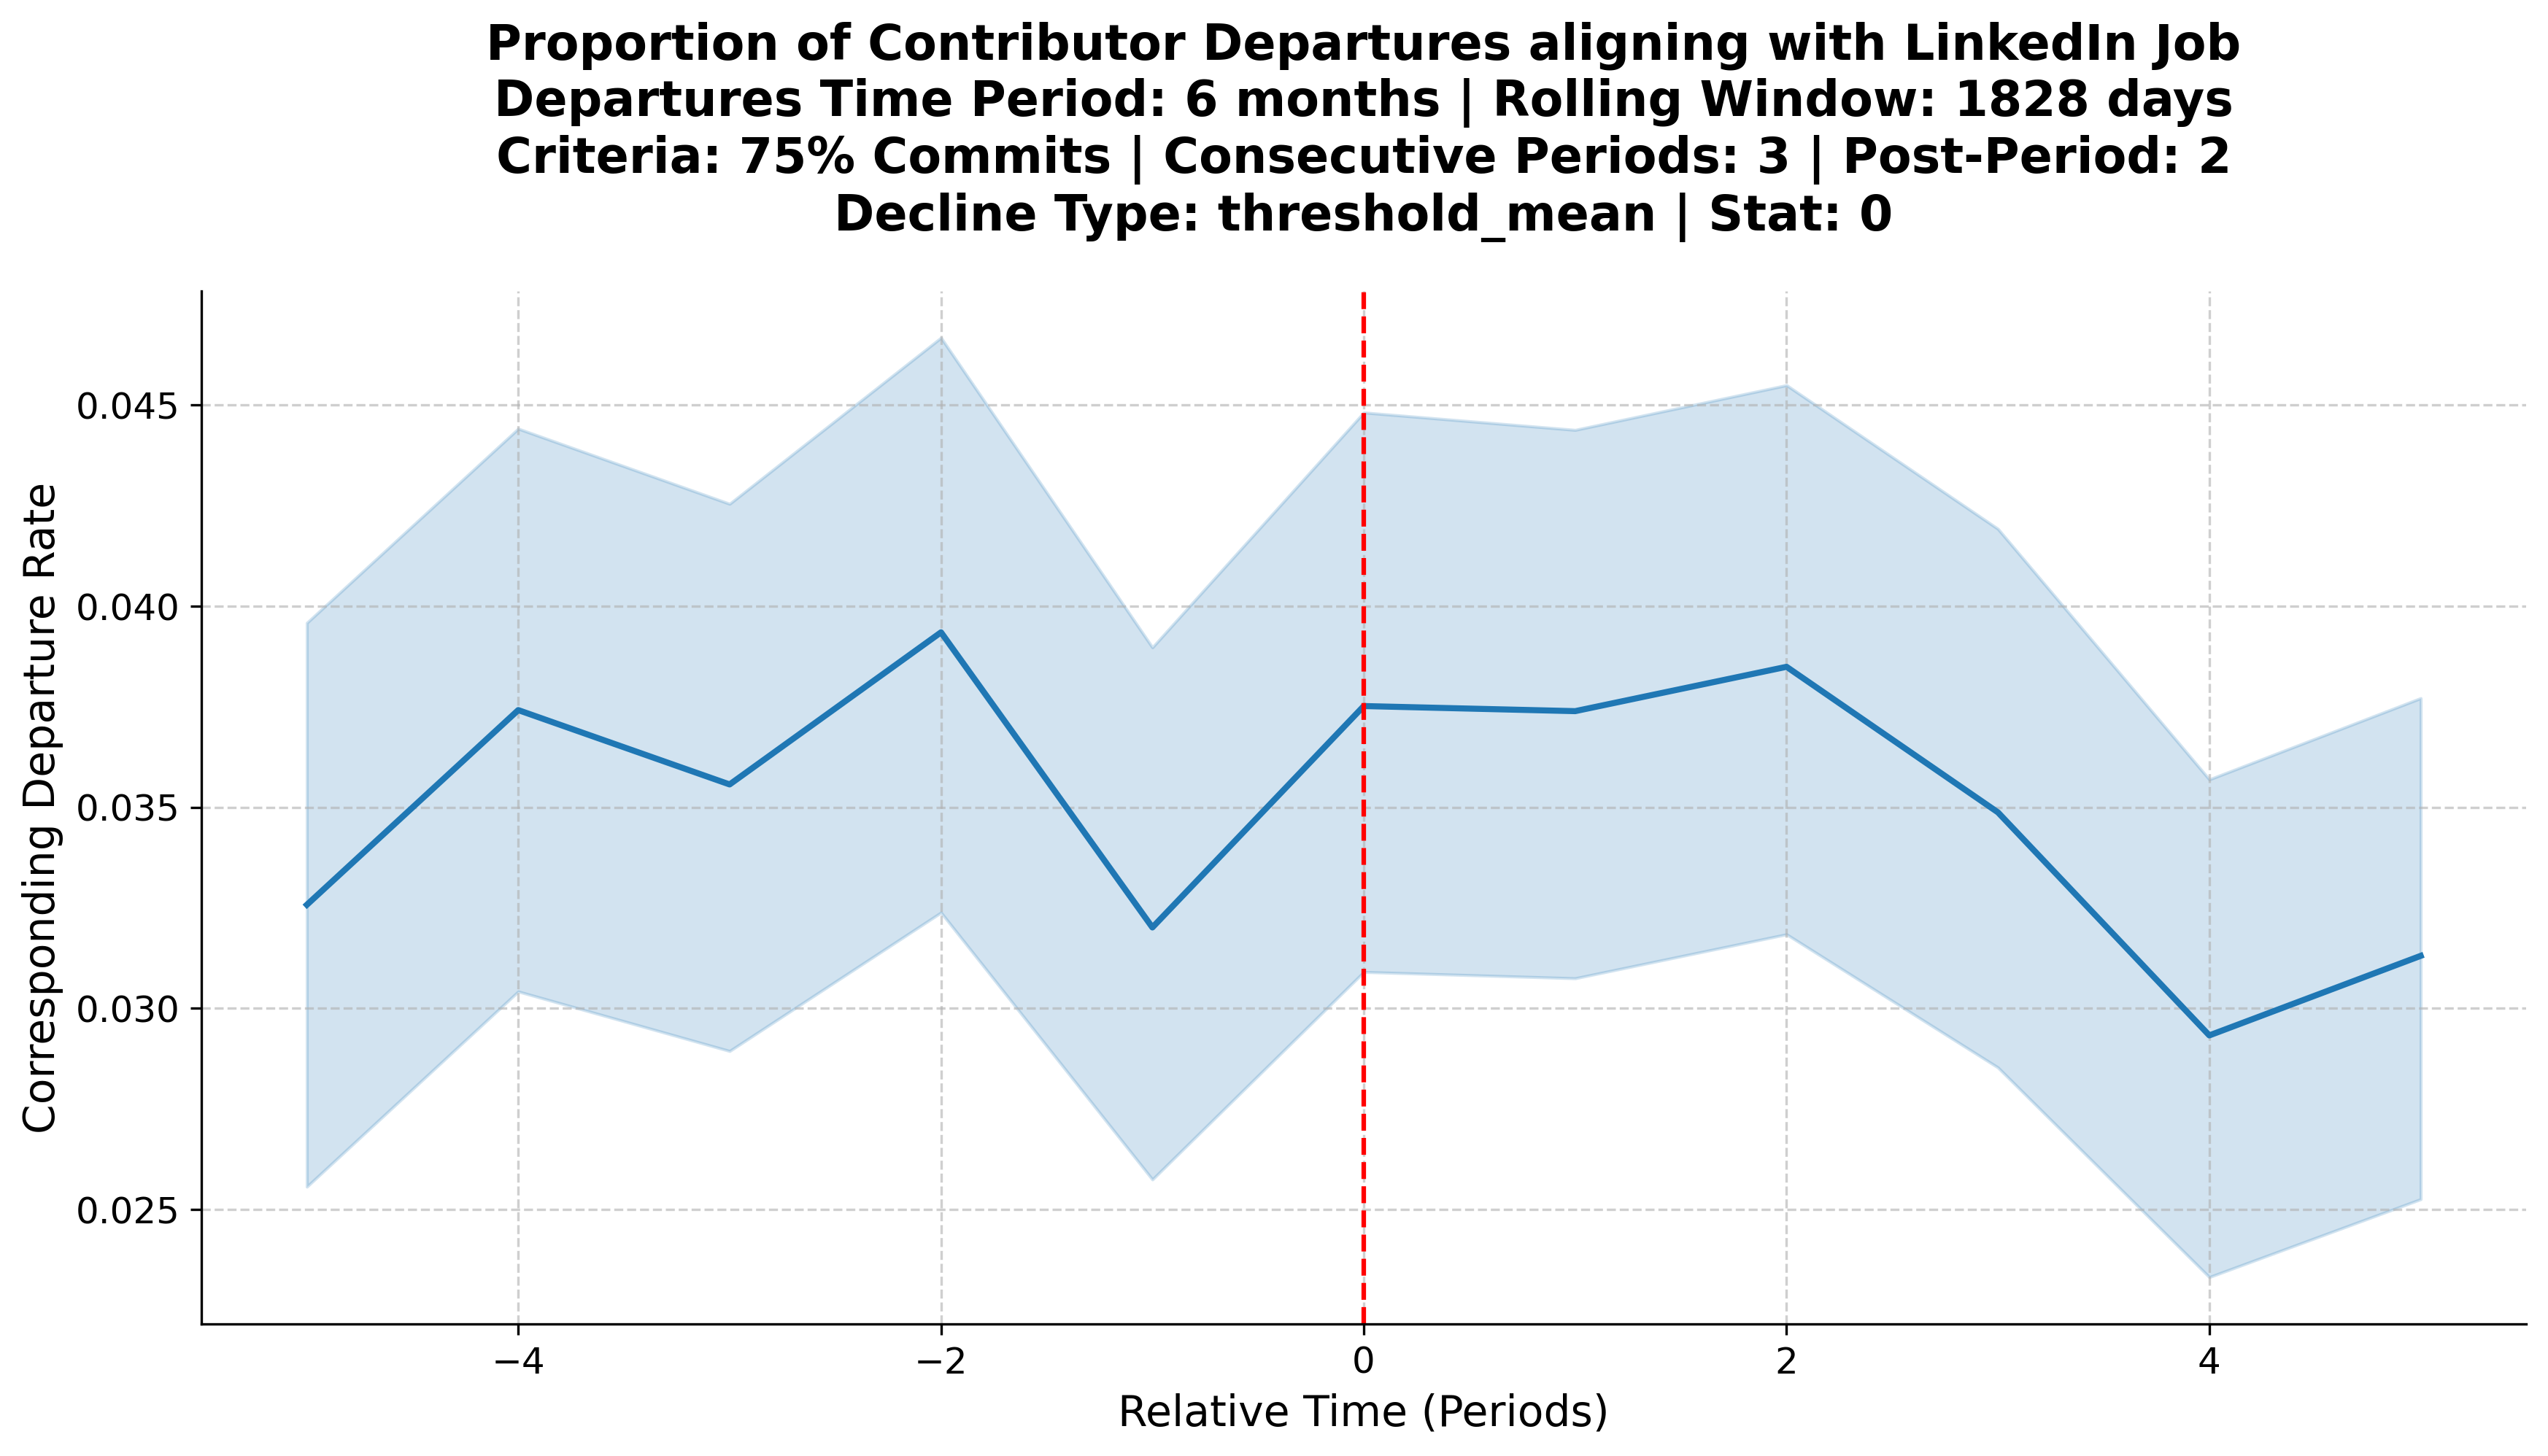 Proportion of Contributor Departures aligning with LinkedIn Job
Departures Time Period: 6 months | Rolling Window: 1828 days
Criteria: 75% Commits | Consecutive Periods: 3 | Post-Period: 2
Decline Type: threshold_mean | Stat: 0
Corresponding Departure Rate
0.045
0.040
0.035
0.030
0.025
−4
−2
0
2
4
Relative Time (Periods)